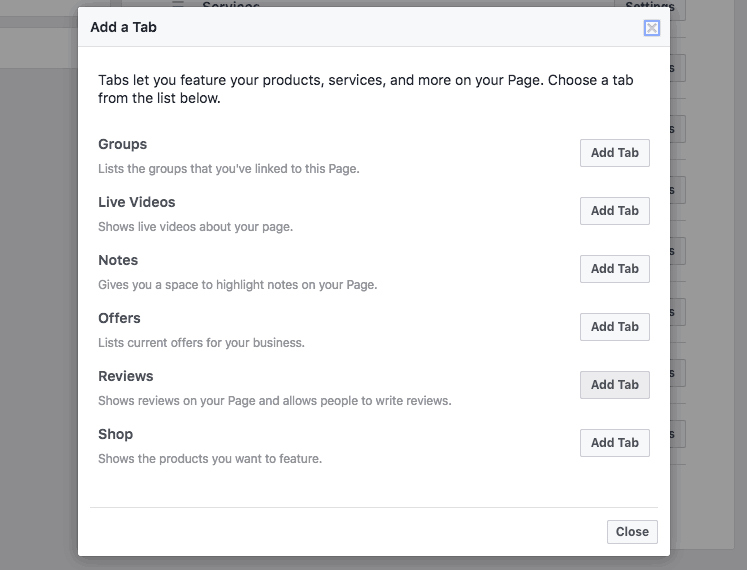 Services
Settings
Add a Tab
Tabs let you feature your products, services, and more on your Page. Choose a tab
from the list below.
Groups
Add Tab
Lists the groups that you've linked to this Page.
Live Videos
Add Tab
Shows live videos about your page.
Notes
Add Tab
Gives you a space to highlight notes on your Page.
Offers
Add Tab
Lists current offers for your business.
Reviews
Add Tab
Shows reviews on your Page and allows people to write reviews.
Shop
Add Tab
Shows the products you want to feature.
Close